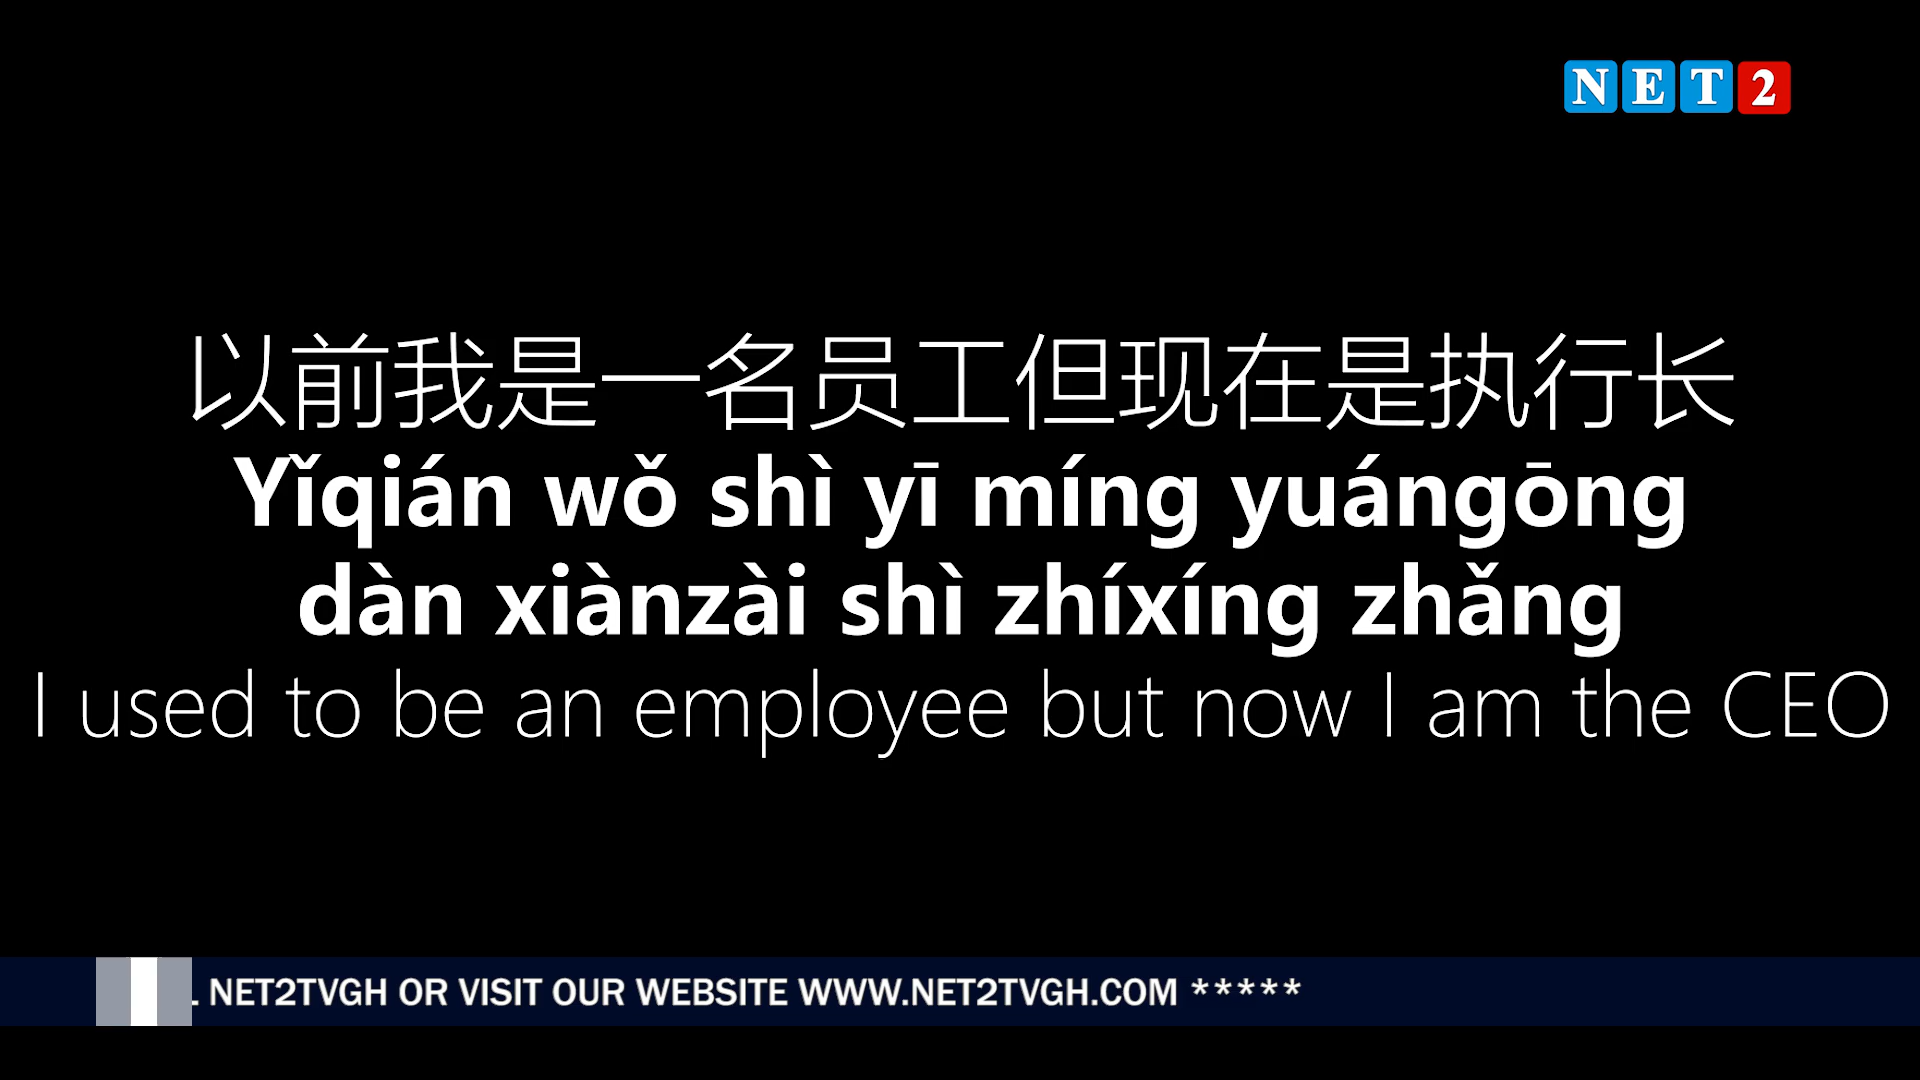 NET2
以前我是一名员工但现在是执行长
Yǐqián wǒ shì yī míng yuángōng
dàn xiànzài shì zhíxíng zhǎng
I used to be an employee but now I am the CEO
NET2TVGH OR VISIT OUR WEBSITE WWW.NET2TVGH.COM *****